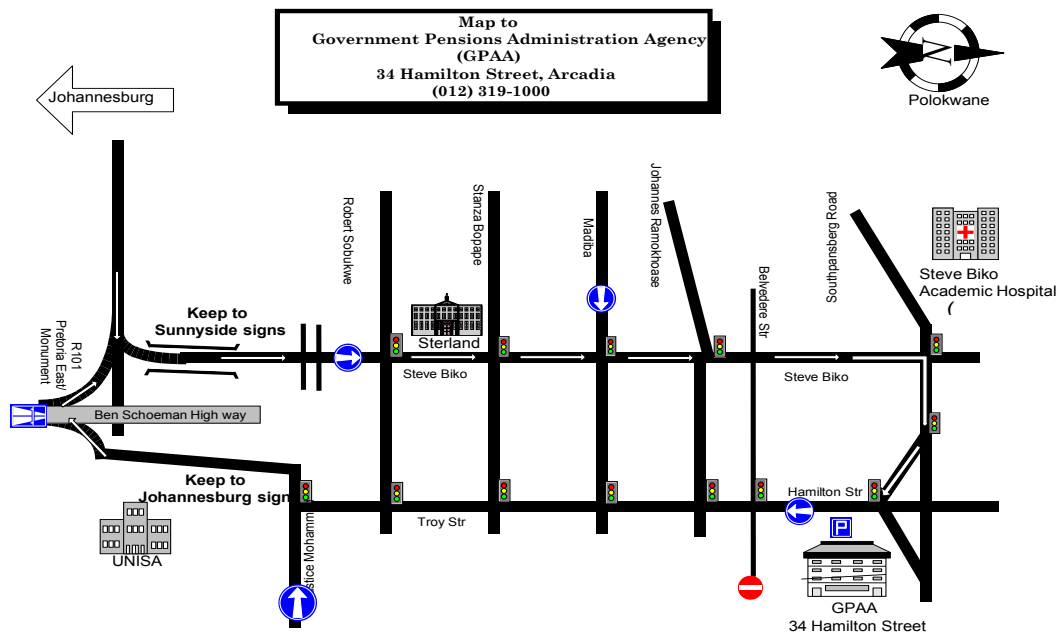 Map to
Government Pensions Administration Agency
(GPAA)
34 Hamilton Street, Arcadia
(012) 319-1000
N
Polokwane
Johannesburg
Robert Sobukwe
Stanza Bopape
Madiba
Johannes Ramokhoase
Belvedere Str
Southpansberg Road
Steve Biko
Academic Hospital
(
Keep to
Sunnyside signs
Sterland
Steve Biko
Steve Biko
R101
Pretoria East/
Monument
Ben Schoeman High way
Keep to
Johannesburg sign
Troy Str
Hamilton Str
P
UNISA
GPAA
34 Hamilton Street